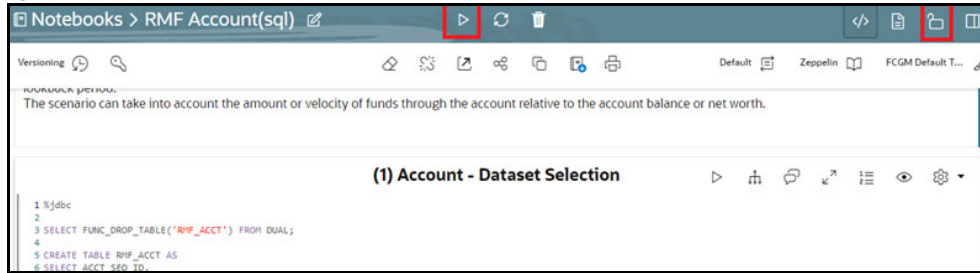 Notebooks > RMF Account(sql)
</>
Versioning
Default
Zeppelin
FCGM Default T...
lookback period.
The scenario can take into account the amount or velocity of funds through the account relative to the account balance or net worth.
(1) Account - Dataset Selection
1 %jdbc
2
3 SELECT FUNC_DROP_TABLE('RMF_ACCT') FROM DUAL;
4
5 CREATE TABLE RMF_ACCT AS
6 SELECT ACCT_SEQ_ID,